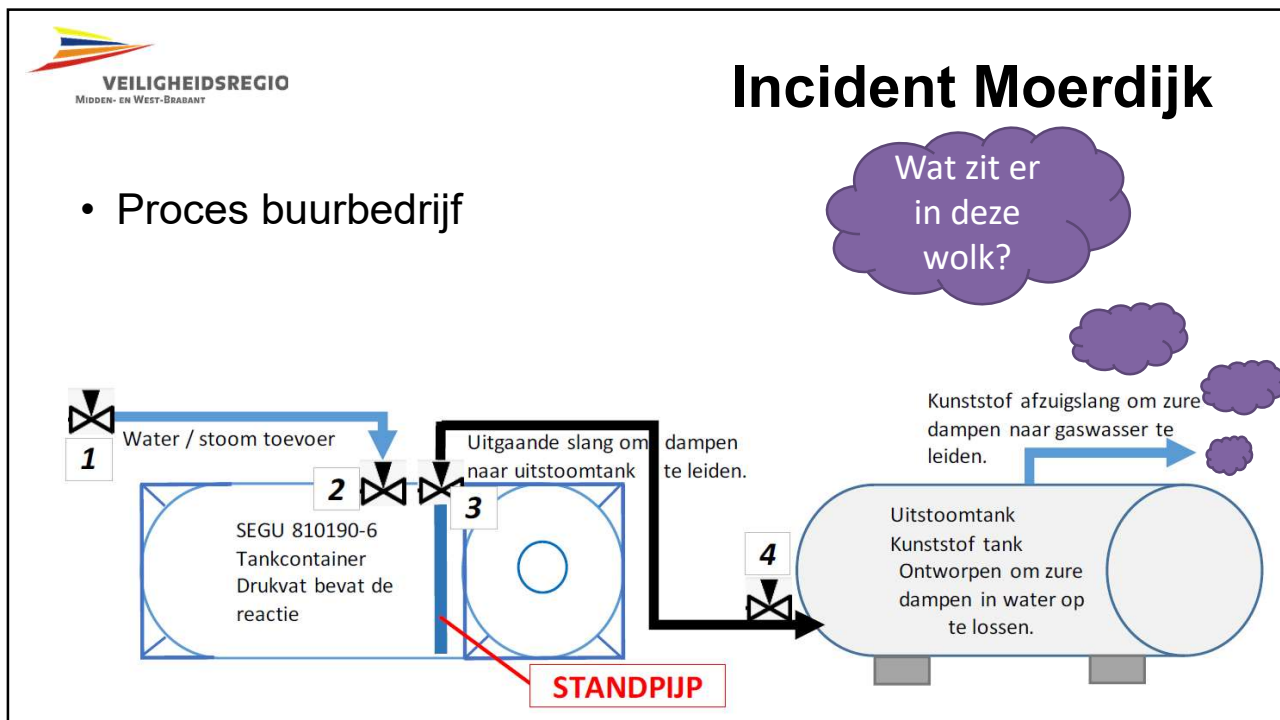 VEILIGHEIDSREGIO
MIDDEN- EN WEST-BRABANT
Incident Moerdijk
• Proces buurbedrijf
Wat zit er
in deze
wolk?
1
Water / stoom toevoer
2
3
Uitgaande slang om dampen
naar uitstoomtank te leiden.
SEGU 810190-6
Tankcontainer
Drukvat bevat de
reactie
STANDPIJP
4
Kunststof afzuigslang om zure
dampen naar gaswasser te
leiden.
Uitstoomtank
Kunststof tank
Ontworpen om zure
dampen in water op
te lossen.